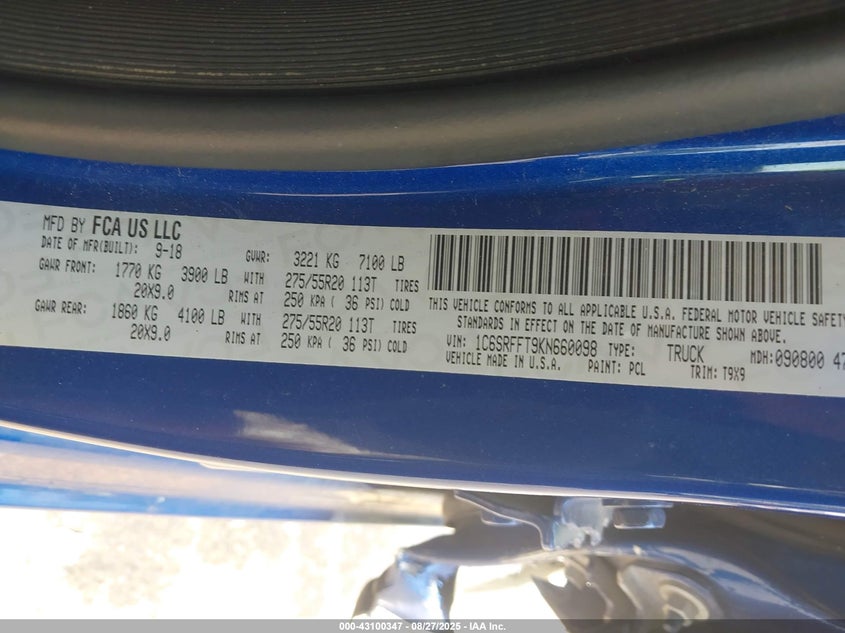 MFD BY FCA US LLC
DATE OF MFR(BUILT): 9-18 GVWR: 3221 KG 7100 LB
GAWR FRONT: 1770 KG 3900 LB WITH 275/55R20 113T TIRES
20X9.0 RIMS AT 250 KPA ( 36 PSI) COLD
GAWR REAR: 1860 KG 4100 LB WITH 275/55R20 113T TIRES
20X9.0 RIMS AT 250 KPA ( 36 PSI) COLD
THIS VEHICLE CONFORMS TO ALL APPLICABLE U.S.A. FEDERAL MOTOR VEHICLE SAFETY
STANDARDS IN EFFECT ON THE DATE OF MANUFACTURE SHOWN ABOVE.
VIN: 1C6SRFFT9KN660098 TYPE: TRUCK MDH: 090800 47
VEHICLE MADE IN U.S.A. PAINT: PCL TRIM: T9X9
000-43100347 - 08/27/2025 - IAA Inc.